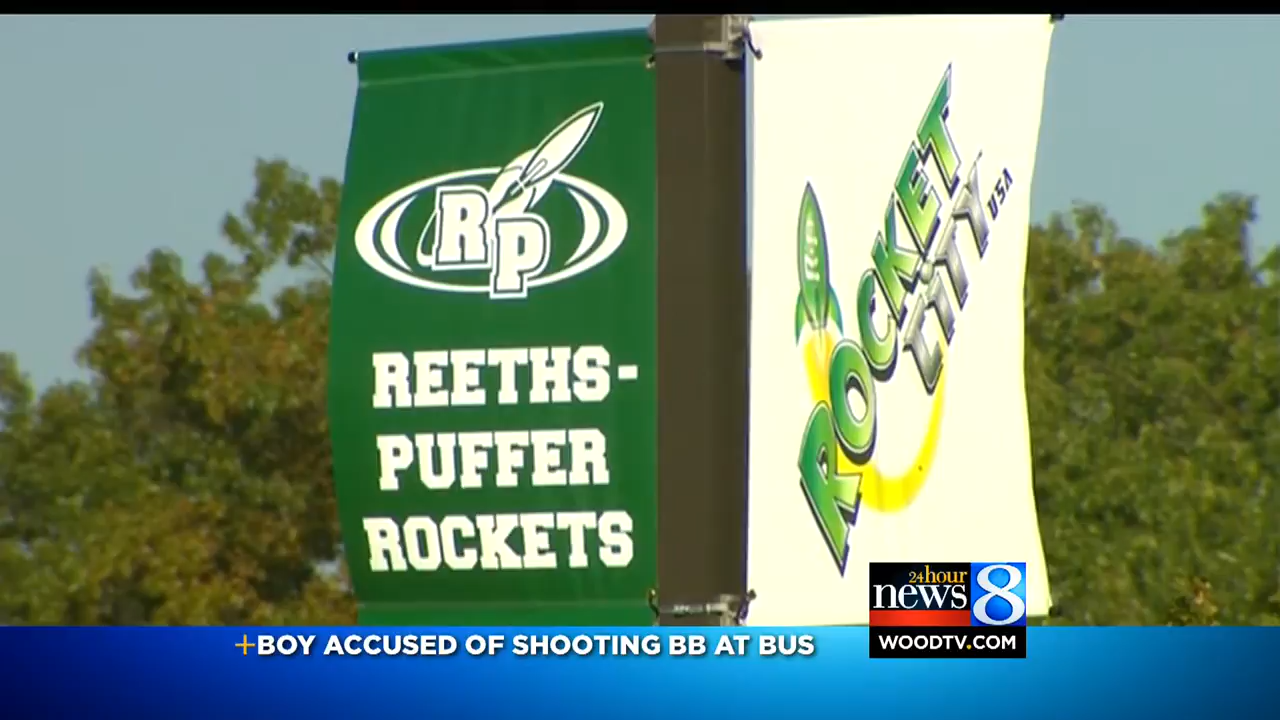 RP
REETHS-
PUFFER
ROCKETS
R-P
ROCKET
CITY USA
24hour
news 8
WOODTV.COM
+BOY ACCUSED OF SHOOTING BB AT BUS